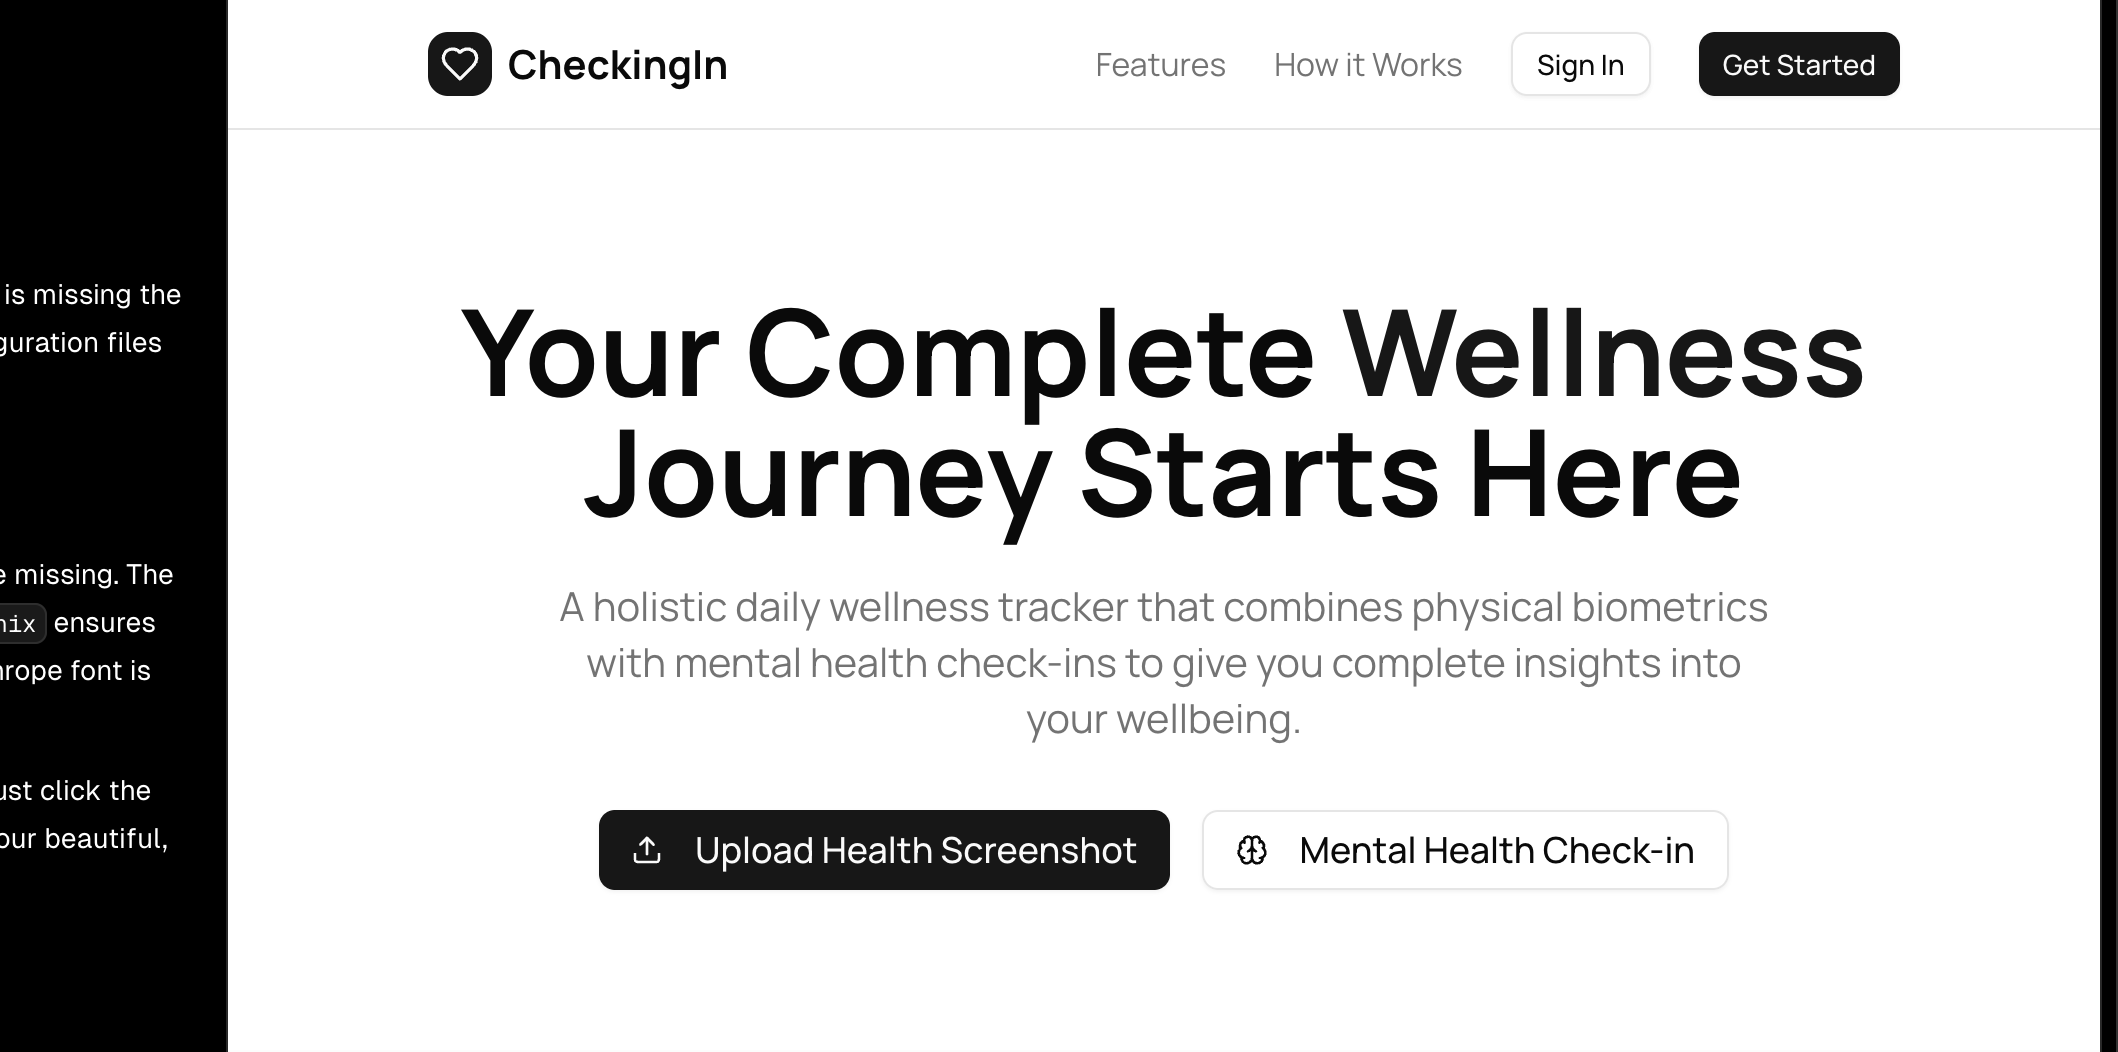 is missing the
guration files
missing. The
nix ensures
nrope font is
ust click the
our beautiful,
CheckingIn
Features
How it Works
Sign In
Get Started
Your Complete Wellness
Journey Starts Here
A holistic daily wellness tracker that combines physical biometrics
with mental health check-ins to give you complete insights into
your wellbeing.
Upload Health Screenshot
Mental Health Check-in